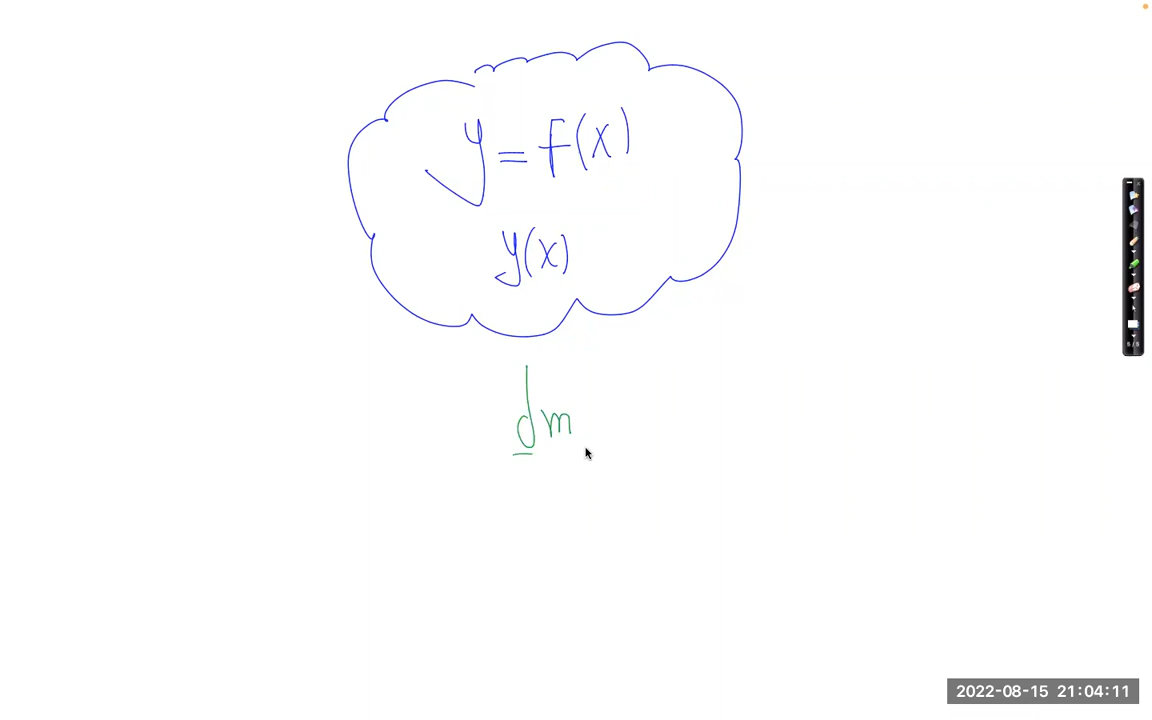 y = f(x)
y(x)
dm
2022-08-15 21:04:11